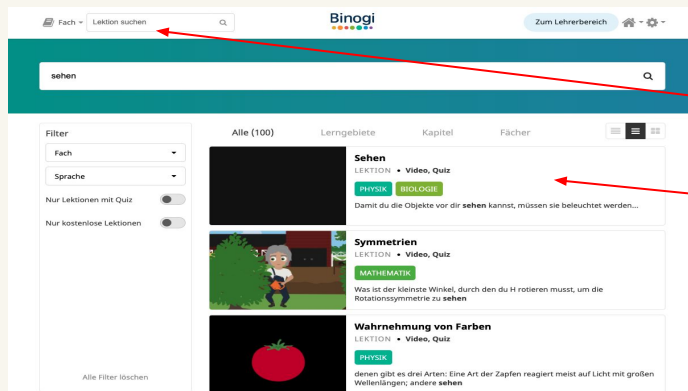 Fach
Lektion suchen
Binogi
Zum Lehrerbereich
sehen
Filter
Fach
Sprache
Nur Lektionen mit Quiz
Nur kostenlose Lektionen
Alle Filter löschen
Alle (100) Lerngebiete Kapitel Fächer
Sehen
LEKTION • Video, Quiz
PHYSIK BIOLOGIE
Damit du die Objekte vor dir sehen kannst, müssen sie beleuchtet werden...
Symmetrien
LEKTION • Video, Quiz
MATHEMATIK
Was ist der kleinste Winkel, durch den du H rotieren musst, um die
Rotationssymmetrie zu sehen
Wahrnehmung von Farben
LEKTION • Video, Quiz
PHYSIK
denen gibt es drei Arten: Eine Art der Zapfen reagiert meist auf Licht mit großen
Wellenlängen; andere sehen